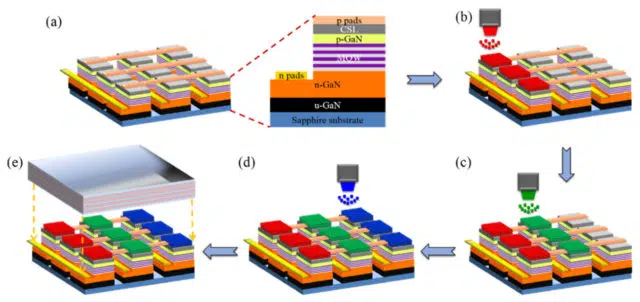 (a)
p pads
CSL
p-GaN
MQW
n pads
n-GaN
u-GaN
Sapphire substrate
(b)
(e)
(d)
(c)